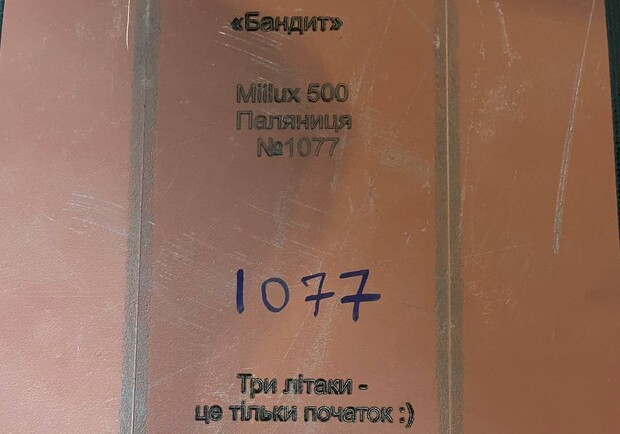 «Бандит»
Miilux 500
Паляниця
№1077
1077
Три літаки -
це тільки початок :)